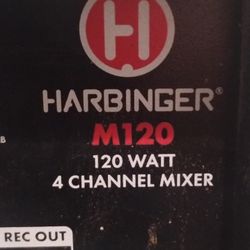 HARBINGER®
M120
120 WATT
4 CHANNEL MIXER
B
REC OUT